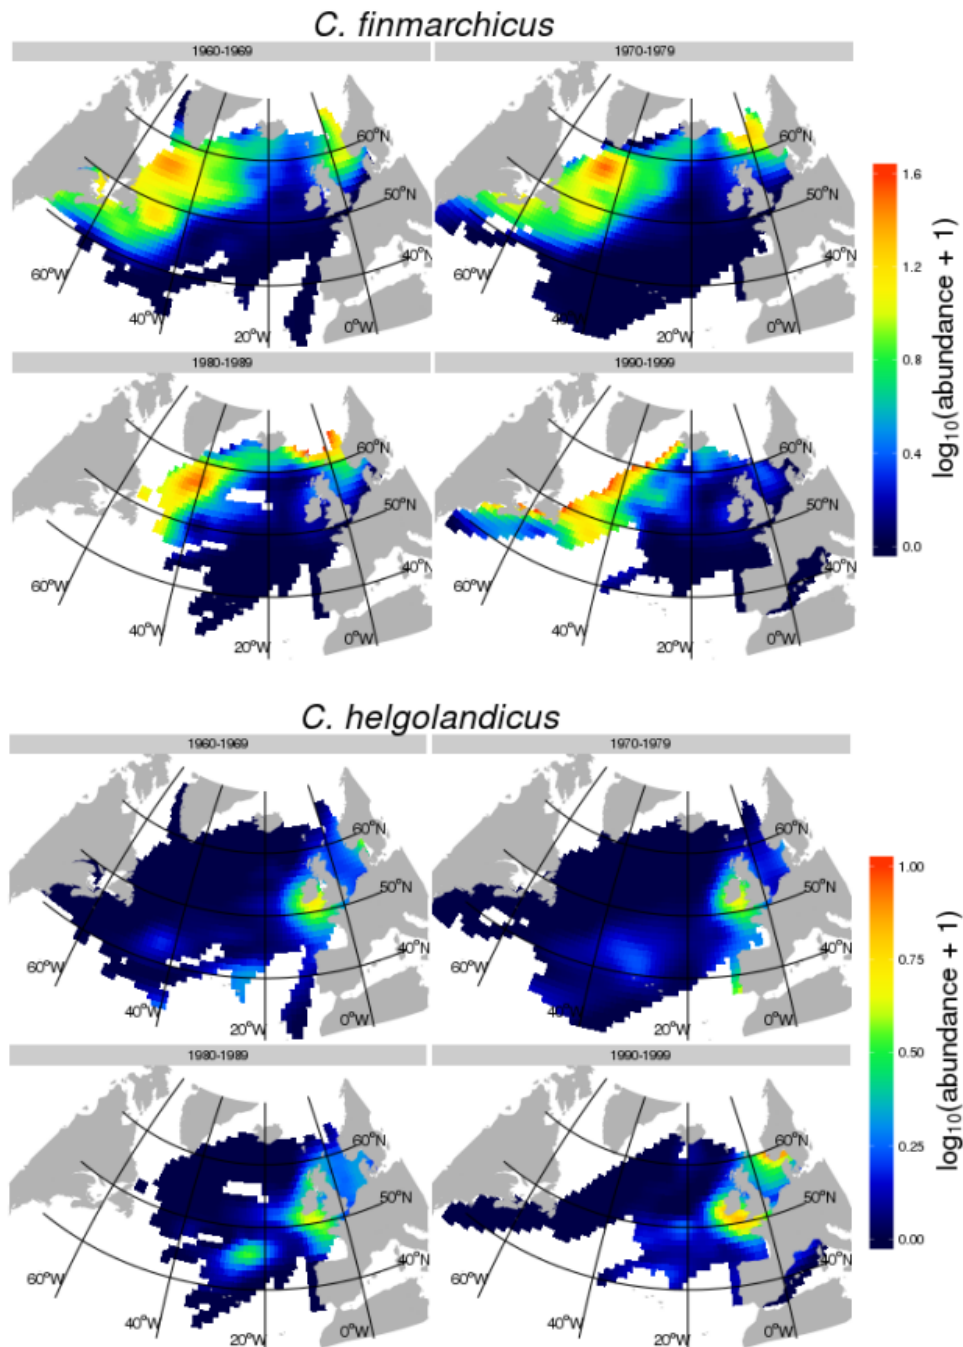 C. finmarchicus
1960-1969
1970-1979
60°N
50°N
40°N
60°W
40°W
20°W
0°W
60°N
50°N
40°N
60°W
40°W
20°W
0°W
1.6
1.2
0.8
0.4
0.0
log10(abundance + 1)
1980-1989
1990-1999
60°N
50°N
40°N
60°W
40°W
20°W
0°W
60°N
50°N
40°N
60°W
40°W
20°W
0°W
C. helgolandicus
1960-1969
1970-1979
60°N
50°N
40°N
60°W
40°W
20°W
0°W
60°N
50°N
40°N
60°W
40°W
20°W
0°W
1.00
0.75
0.50
0.25
0.00
log10(abundance + 1)
1980-1989
1990-1999
60°N
50°N
40°N
60°W
40°W
20°W
0°W
60°N
50°N
40°N
60°W
40°W
20°W
0°W